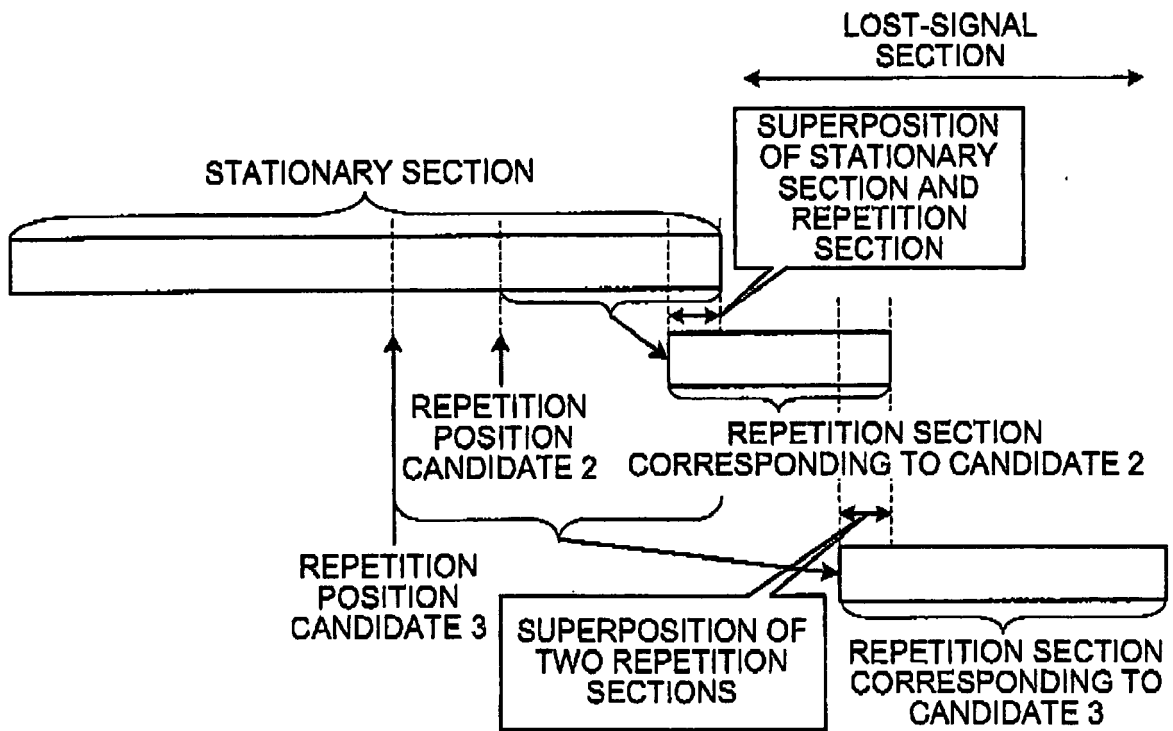 LOST-SIGNAL
SECTION
SUPERPOSITION
OF STATIONARY
SECTION AND
REPETITION
SECTION
STATIONARY SECTION
REPETITION
POSITION
CANDIDATE 2
REPETITION SECTION
CORRESPONDING TO CANDIDATE 2
REPETITION
POSITION
CANDIDATE 3
SUPERPOSITION OF
TWO REPETITION
SECTIONS
REPETITION SECTION
CORRESPONDING TO
CANDIDATE 3